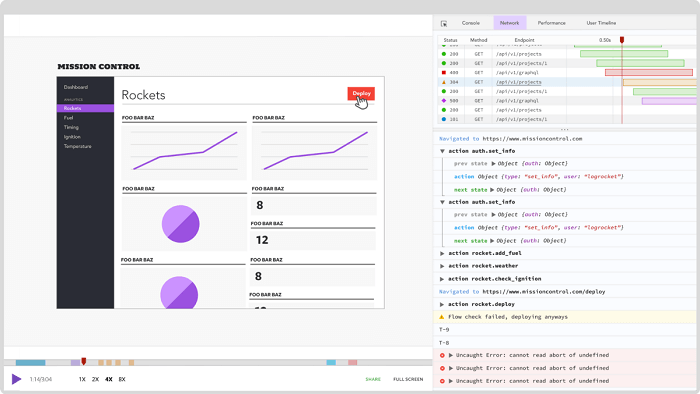 Console
Network
Performance
User Timeline
Status
Method
Endpoint
0.50s
200 GET /api/v1/projects
200 GET /api/v1/projects/1
400 GET /api/v1/graphql
304 GET /api/v1/projects
200 GET /api/v1/projects/1
500 GET /api/v1/graphql
200 GET /api/v1/projects/1
101 GET /api/v1/projects/1
MISSION CONTROL
Dashboard
ANALYTICS
Rockets
Fuel
Timing
Ignition
Temperature
Rockets
Deploy
FOO BAR BAZ
FOO BAR BAZ
FOO BAR BAZ
FOO BAR BAZ
8
FOO BAR BAZ
12
FOO BAR BAZ
FOO BAR BAZ
8
FOO BAR BAZ
Navigated to https://www.missioncontrol.com
action auth.set_info
prev state Object {auth: Object}
action Object {type: "set_info", user: "logrocket"}
next state Object {auth: Object}
action auth.set_info
prev state Object {auth: Object}
action Object {type: "set_info", user: "logrocket"}
next state Object {auth: Object}
action rocket.add_fuel
action rocket.weather
action rocket.check_ignition
Navigated to https://www.missioncontrol.com/deploy
action rocket.deploy
Flow check failed, deploying anyways
T-9
T-8
Uncaught Error: cannot read abort of undefined
Uncaught Error: cannot read abort of undefined
Uncaught Error: cannot read abort of undefined
1:14/3:04
1X 2X 4X 8X
SHARE
FULL SCREEN